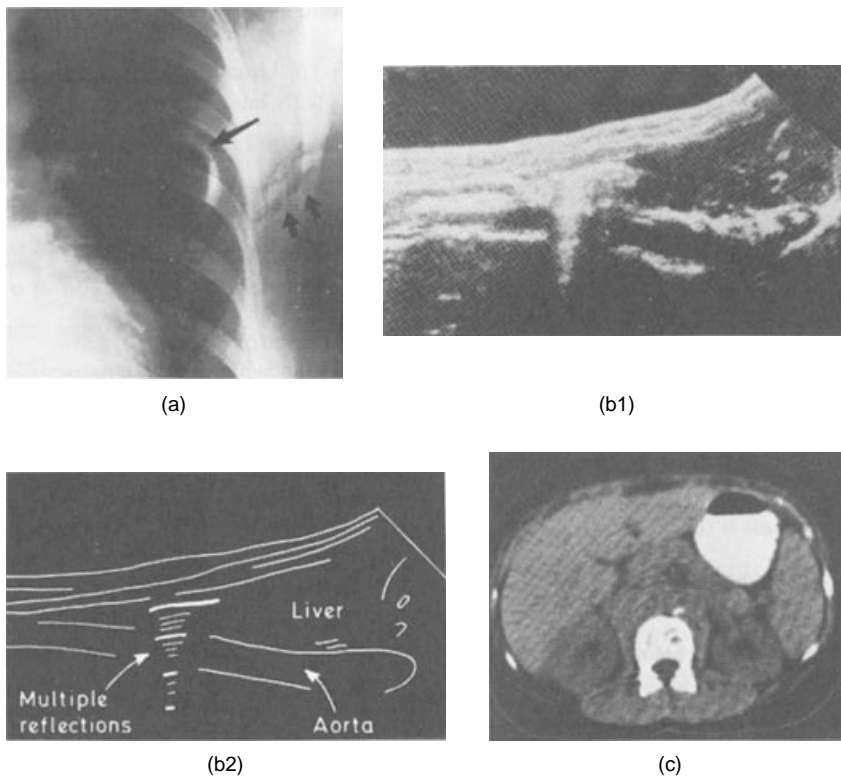 (a)
(b1)
Liver
Multiple
reflections
Aorta
(b2)
(c)